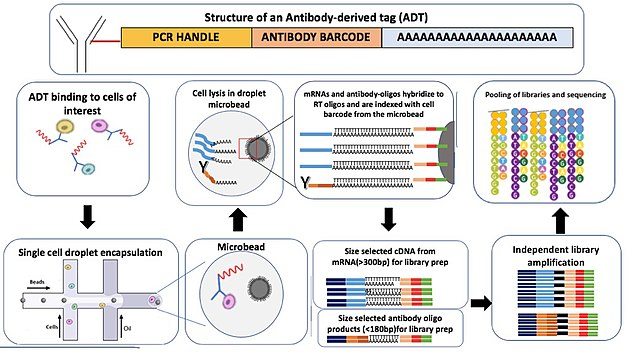 Structure of an Antibody-derived tag (ADT)
PCR HANDLE
ANTIBODY BARCODE
AAAAAAAAAAAAAAAAAAAAA
ADT binding to cells of
interest
Cell lysis in droplet
microbead
mRNAs and antibody-oligos hybridize to
RT oligos and are indexed with cell
barcode from the microbead
Pooling of libraries and sequencing
Single cell droplet encapsulation
Beads
Cells
Oil
Microbead
Size selected cDNA from
mRNA(>300bp) for library prep
Size selected antibody oligo
products (<180bp)for library prep
Independent library
amplification